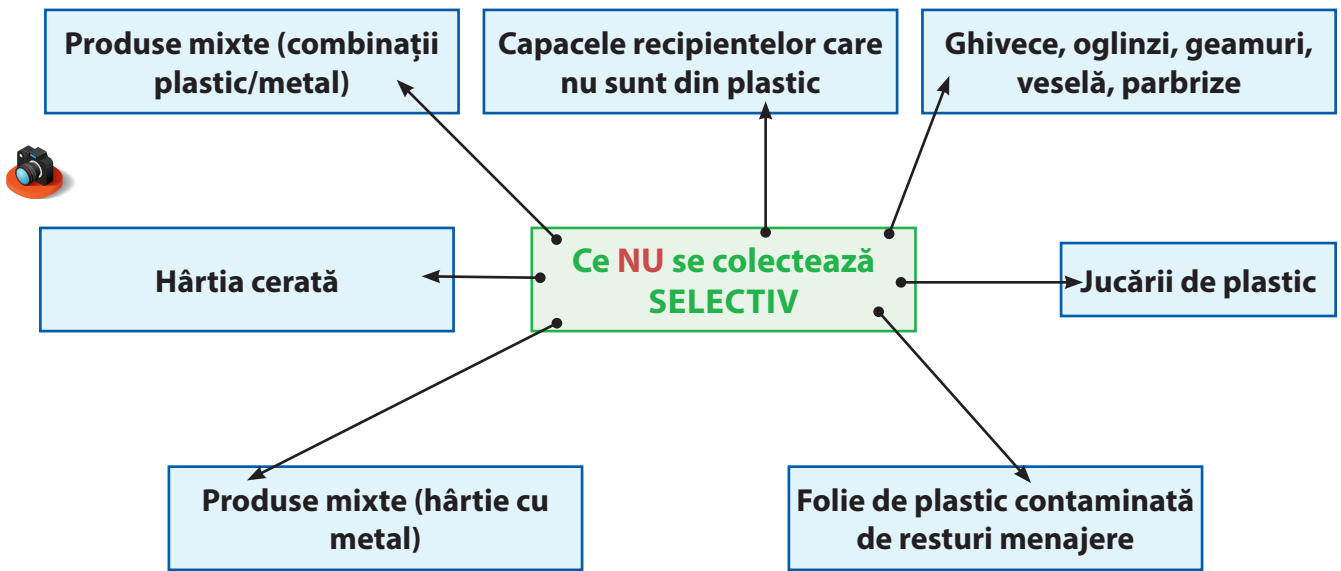 Produse mixte (combinații
plastic/metal)
Capacele recipientelor care
nu sunt din plastic
Ghivece, oglinzi, geamuri,
veselă, parbrize
Hârtia cerată
Ce NU se colectează
SELECTIV
Jucării de plastic
Produse mixte (hârtie cu
metal)
Folie de plastic contaminată
de resturi menajere